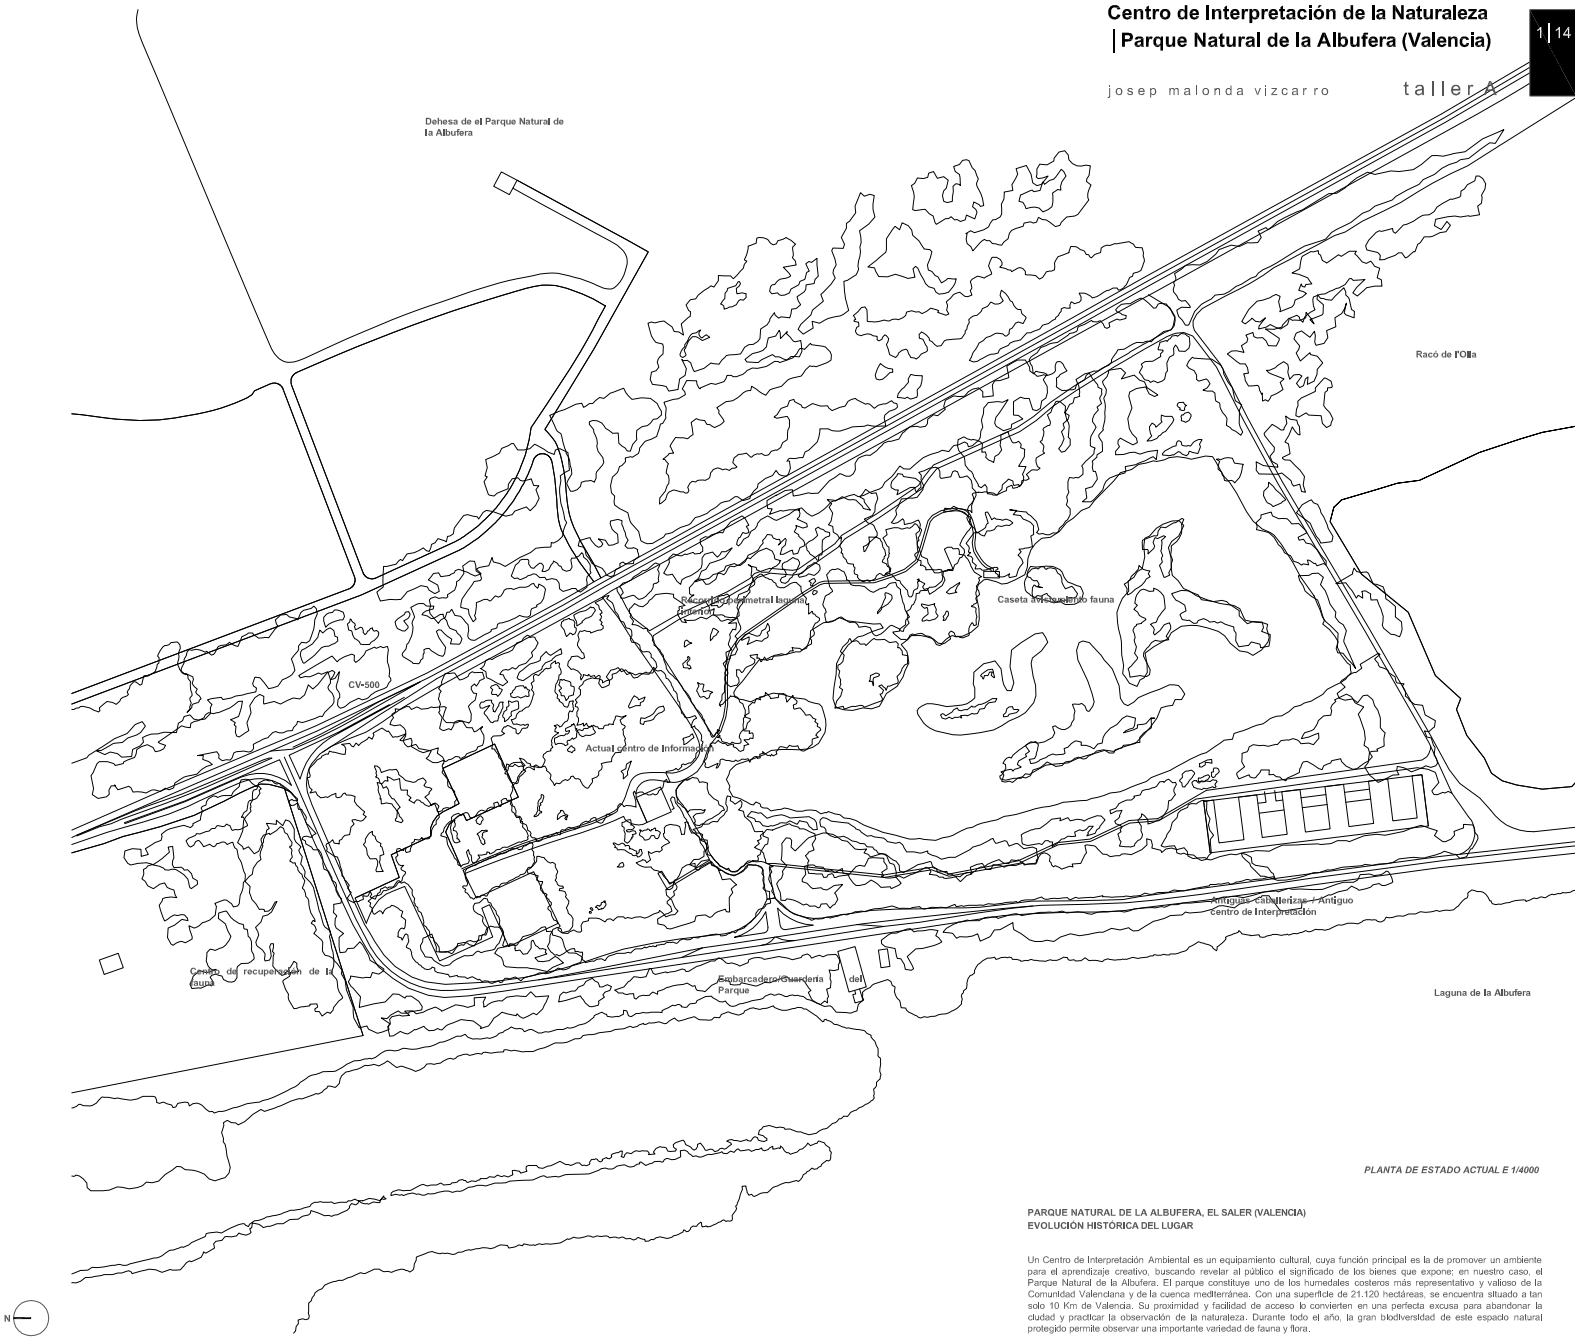 Centro de Interpretación de la Naturaleza
Parque Natural de la Albufera (Valencia)
1 14
josep malonda vizcarro taller A
Dehesa de el Parque Natural de
la Albufera
Racó de l'Olla
Recorrido perimetral laguna
interior
Caseta avistamiento fauna
CV-500
Actual centro de Información
Antiguas caballerizas / Antiguo
centro de Interpretación
Centro de recuperación de la
fauna
Embarcadero/Guardería del
Parque
Laguna de la Albufera
PLANTA DE ESTADO ACTUAL E 1/4000
PARQUE NATURAL DE LA ALBUFERA, EL SALER (VALENCIA)
EVOLUCIÓN HISTÓRICA DEL LUGAR
Un Centro de Interpretación Ambiental es un equipamiento cultural, cuya función principal es la de promover un ambiente
para el aprendizaje creativo, buscando revelar al público el significado de los bienes que expone; en nuestro caso, el
Parque Natural de la Albufera. El parque constituye uno de los humedales costeros más representativo y valioso de la
Comunidad Valenciana y de la cuenca mediterránea. Con una superficie de 21.120 hectáreas, se encuentra situado a tan
solo 10 Km de Valencia. Su proximidad y facilidad de acceso lo convierten en una perfecta excusa para abandonar la
ciudad y practicar la observación de la naturaleza. Durante todo el año, la gran biodiversidad de este espacio natural
protegido permite observar una importante variedad de fauna y flora.
N